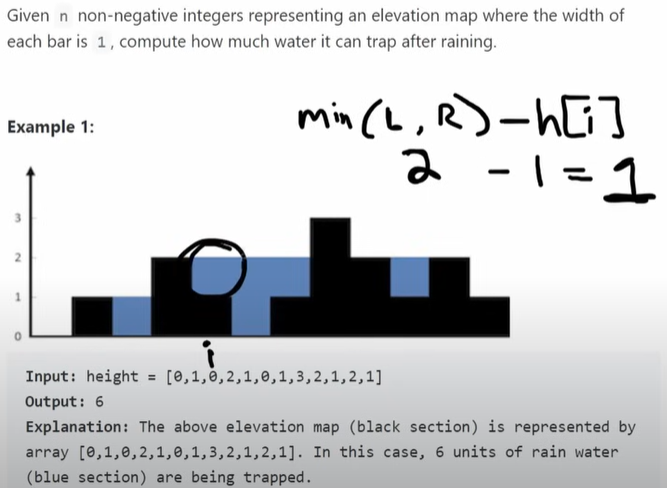 Given n non-negative integers representing an elevation map where the width of
each bar is 1, compute how much water it can trap after raining.
min(L, R) - h[i]
Example 1:
2 - 1 = 1
3
2
1
0
i
Input: height = [0,1,0,2,1,0,1,3,2,1,2,1]
Output: 6
Explanation: The above elevation map (black section) is represented by
array [0,1,0,2,1,0,1,3,2,1,2,1]. In this case, 6 units of rain water
(blue section) are being trapped.